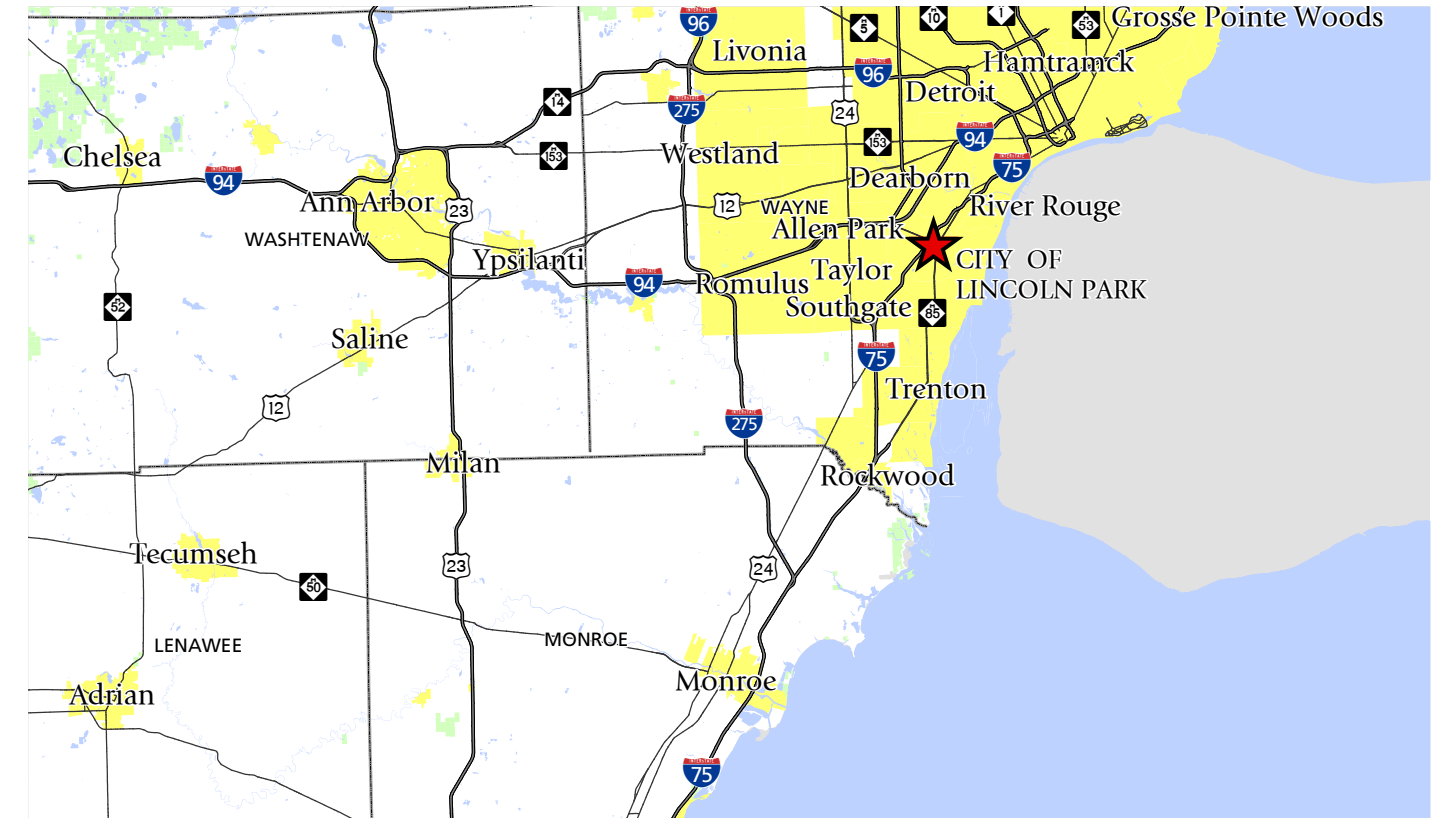 96
5
10
1
53
Grosse Pointe Woods
Livonia
Hamtramck
96
Detroit
M
14
INTERSTATE
275
24
M
153
Westland
M
153
94
75
Chelsea
94
Dearborn
Ann Arbor
23
12
WAYNE
River Rouge
WASHTENAW
Allen Park
Ypsilanti
CITY OF
LINCOLN PARK
Taylor
94
Romulus
Southgate
M
52
M
85
Saline
75
Trenton
12
INTERSTATE
275
Milan
Rockwood
Tecumseh
23
24
M
50
LENAWEE
MONROE
Adrian
Monroe
INTERSTATE
75